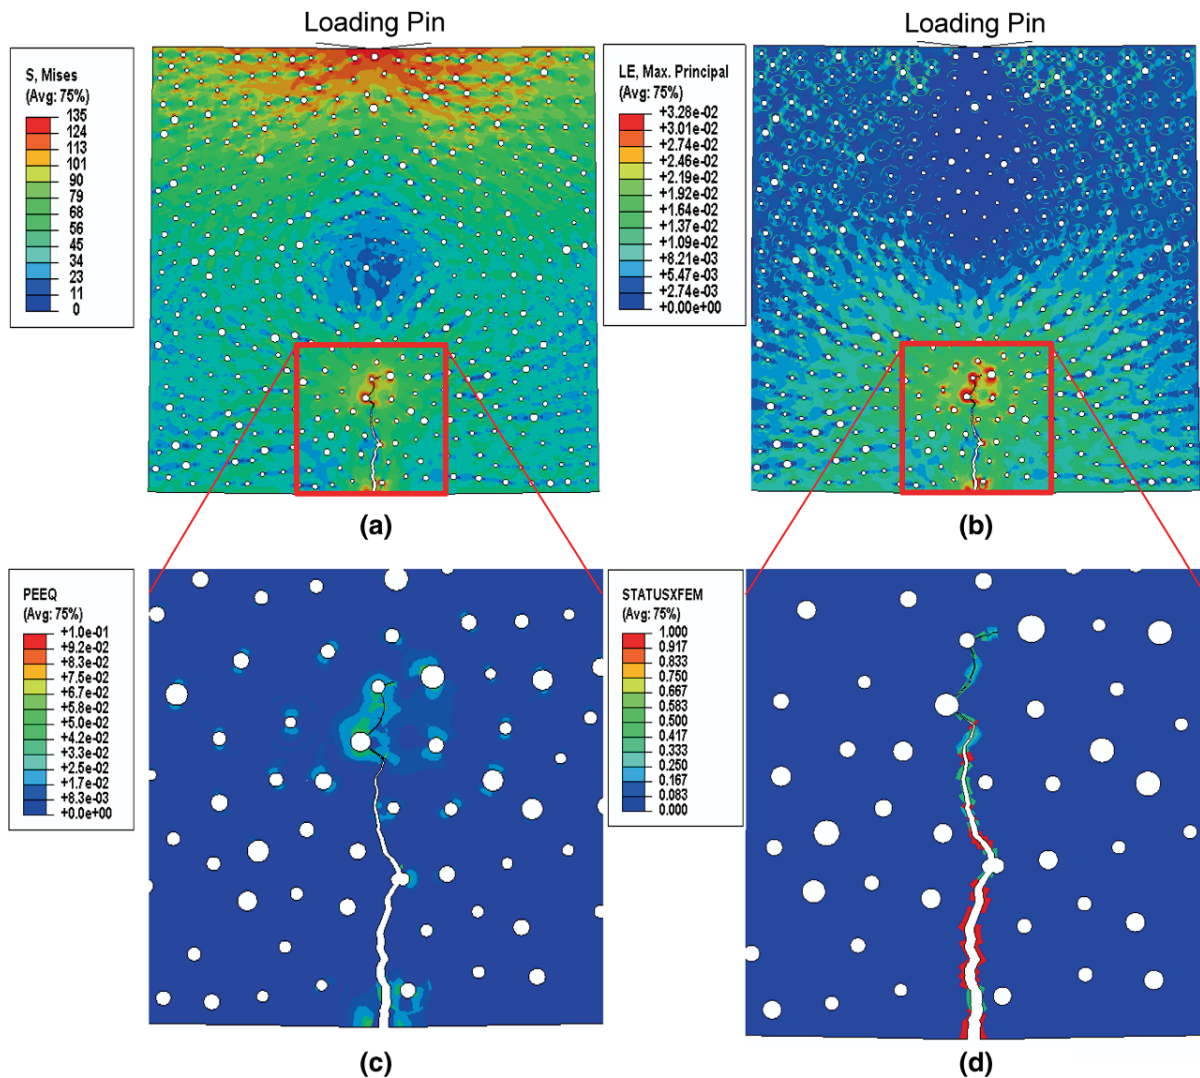 Loading Pin
Loading Pin
S, Mises
(Avg: 75%)
135
124
113
101
90
79
68
56
45
34
23
11
0
LE, Max. Principal
(Avg: 75%)
+3.28e-02
+3.01e-02
+2.74e-02
+2.46e-02
+2.19e-02
+1.92e-02
+1.64e-02
+1.37e-02
+1.09e-02
+8.21e-03
+5.47e-03
+2.74e-03
+0.00e+00
(a)
(b)
PEEQ
(Avg: 75%)
+1.0e-01
+9.2e-02
+8.3e-02
+7.5e-02
+6.7e-02
+5.8e-02
+5.0e-02
+4.2e-02
+3.3e-02
+2.5e-02
+1.7e-02
+8.3e-03
+0.0e+00
STATUSXFEM
(Avg: 75%)
1.000
0.917
0.833
0.750
0.667
0.583
0.500
0.417
0.333
0.250
0.167
0.083
0.000
(c)
(d)